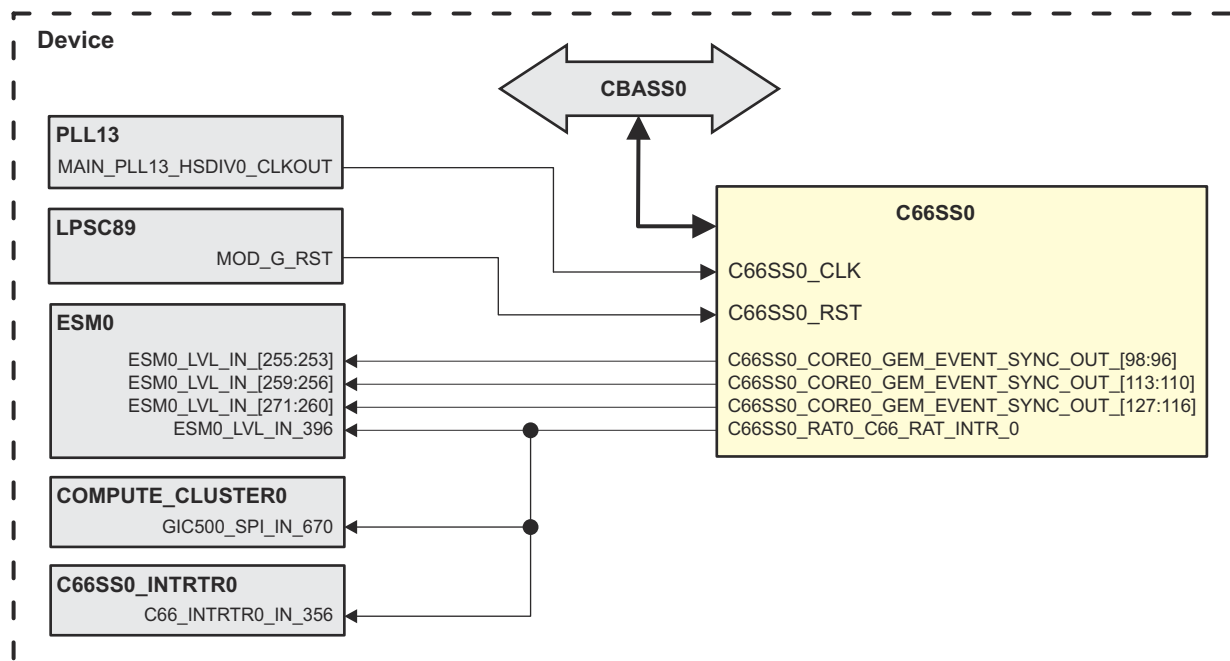 Device
CBASS0
PLL13
MAIN_PLL13_HSDIV0_CLKOUT
LPSC89
MOD_G_RST
ESM0
ESM0_LVL_IN_[255:253]
ESM0_LVL_IN_[259:256]
ESM0_LVL_IN_[271:260]
ESM0_LVL_IN_396
COMPUTE_CLUSTER0
GIC500_SPI_IN_670
C66SS0_INTRTR0
C66_INTRTR0_IN_356
C66SS0
C66SS0_CLK
C66SS0_RST
C66SS0_CORE0_GEM_EVENT_SYNC_OUT_[98:96]
C66SS0_CORE0_GEM_EVENT_SYNC_OUT_[113:110]
C66SS0_CORE0_GEM_EVENT_SYNC_OUT_[127:116]
C66SS0_RAT0_C66_RAT_INTR_0